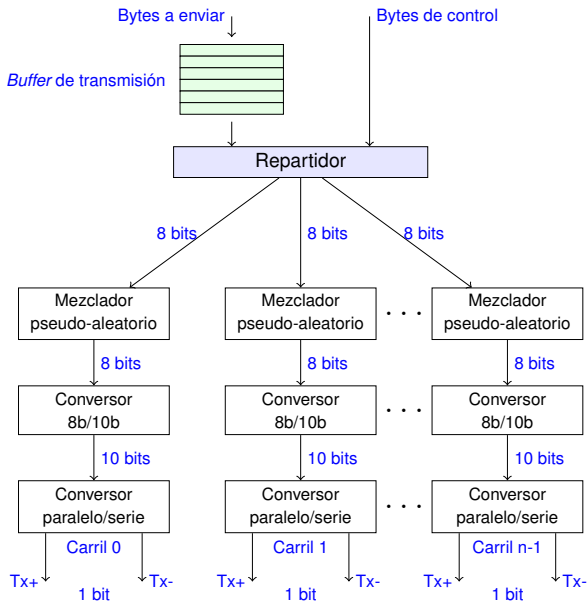 Bytes a enviar
Bytes de control
Buffer de transmisión
Repartidor
8 bits
8 bits
8 bits
Mezclador
pseudo-aleatorio
Mezclador
pseudo-aleatorio
. . .
Mezclador
pseudo-aleatorio
8 bits
8 bits
8 bits
Conversor
8b/10b
Conversor
8b/10b
. . .
Conversor
8b/10b
10 bits
10 bits
10 bits
Conversor
paralelo/serie
Conversor
paralelo/serie
. . .
Conversor
paralelo/serie
Carril 0
Carril 1
Carril n-1
Tx+
1 bit
Tx-
Tx+
1 bit
Tx-
Tx+
1 bit
Tx-